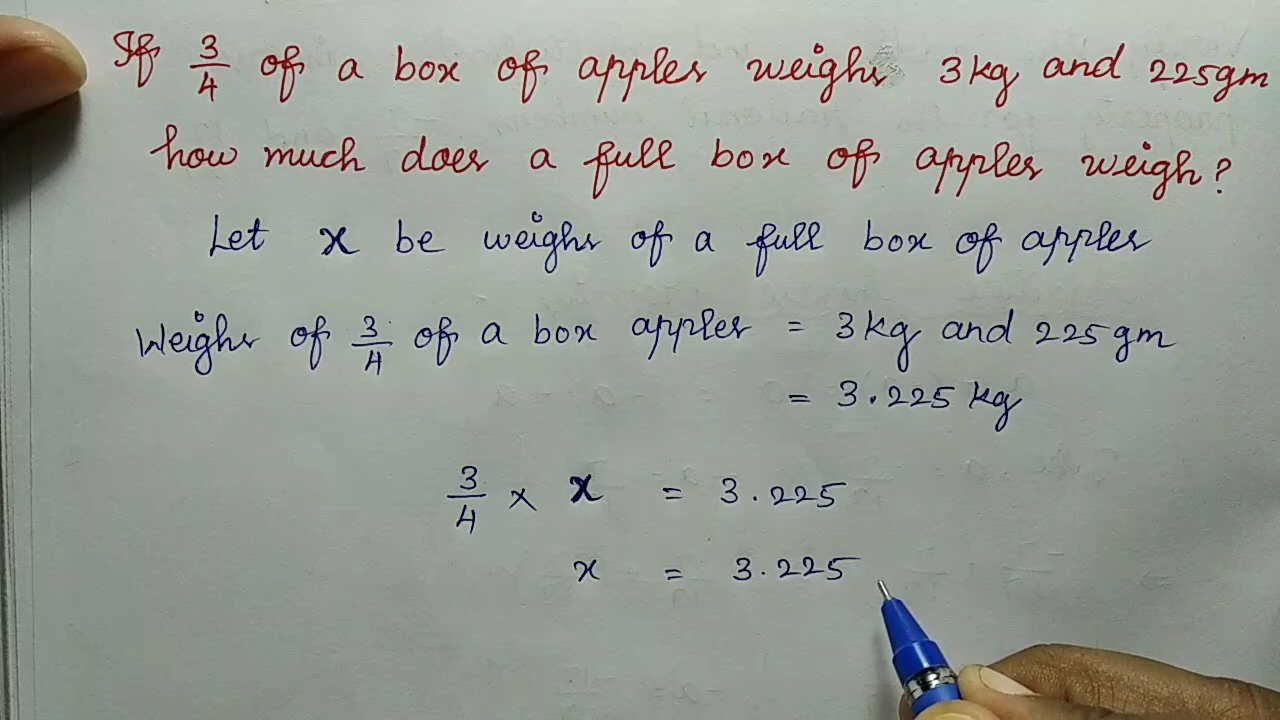 If 3/4 of a box of apples weighs 3kg and 225gm
how much does a full box of apples weigh?
Let x be weighs of a full box of apples
Weighs of 3/4 of a box apples = 3kg and 225gm
= 3.225 kg
3/4 × x = 3.225
x = 3.225